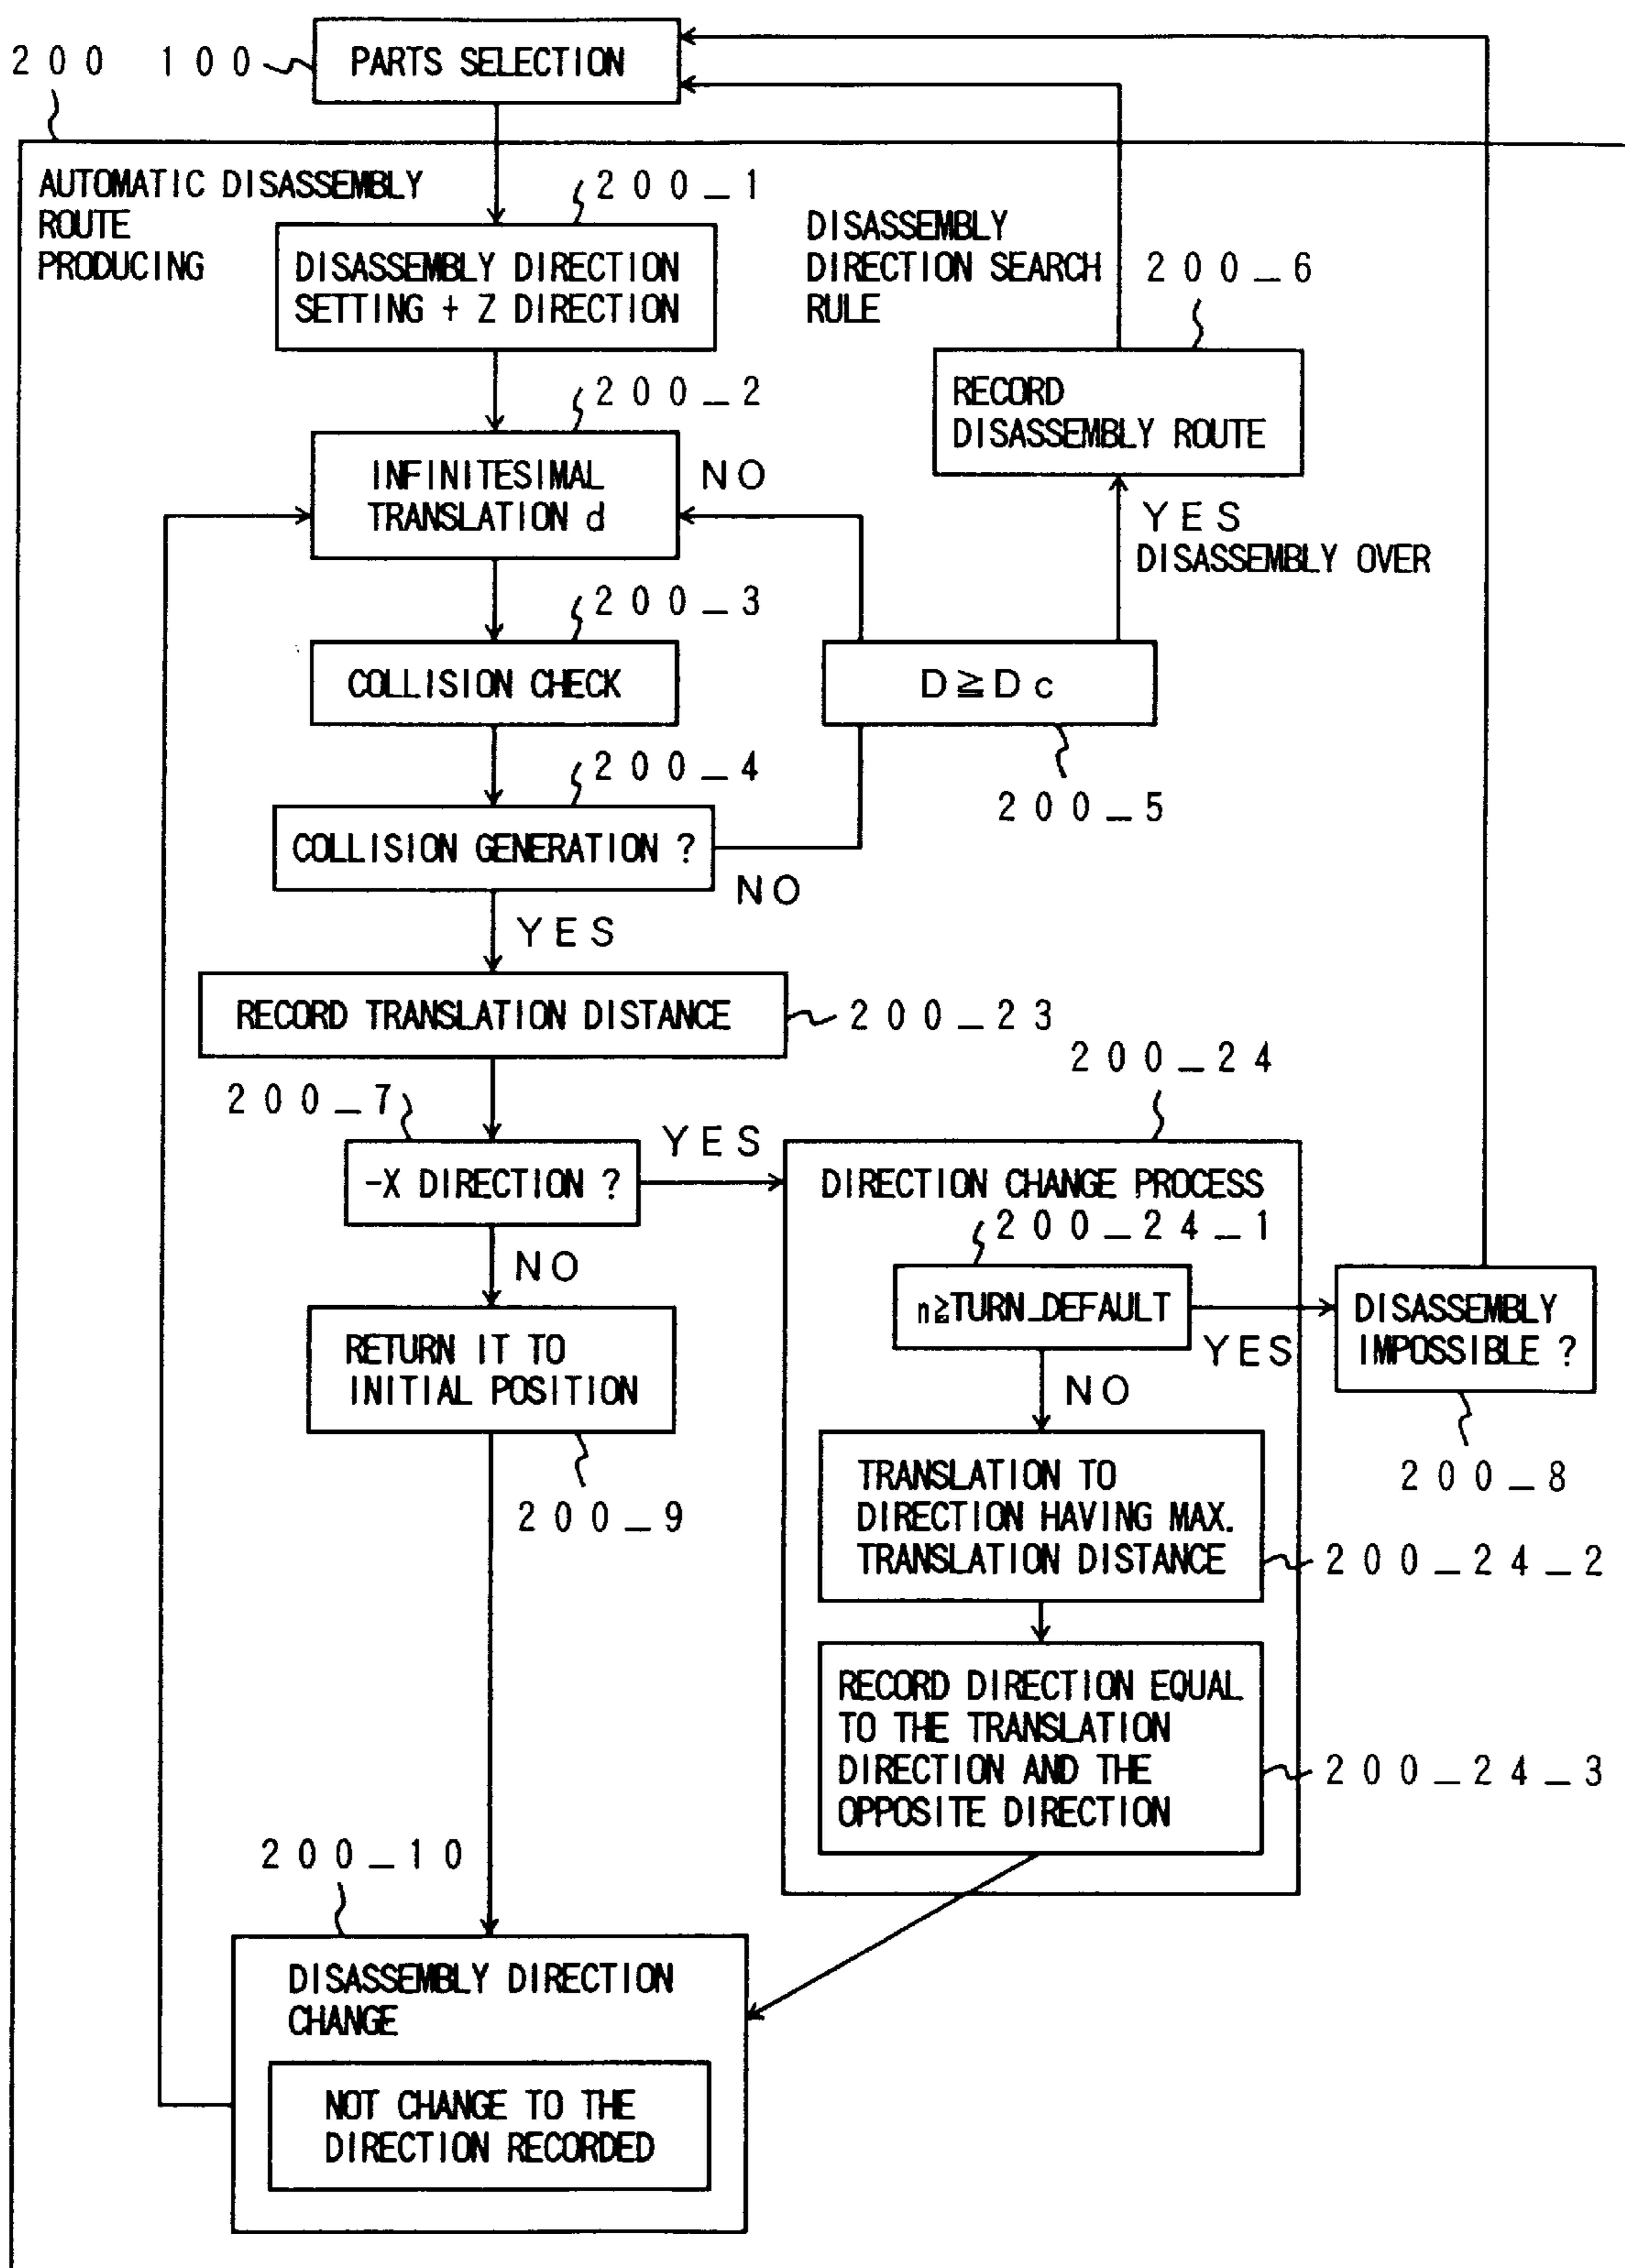 200
100
PARTS SELECTION
AUTOMATIC DISASSEMBLY
ROUTE
PRODUCING
200_1
DISASSEMBLY DIRECTION
SETTING + Z DIRECTION
DISASSEMBLY
DIRECTION SEARCH
RULE
200_6
RECORD
DISASSEMBLY ROUTE
200_2
INFINITESIMAL
TRANSLATION d
NO
YES
DISASSEMBLY OVER
200_3
COLLISION CHECK
D≧Dc
200_5
200_4
COLLISION GENERATION ?
NO
YES
RECORD TRANSLATION DISTANCE
200_23
200_7
-X DIRECTION ?
YES
NO
200_24
DIRECTION CHANGE PROCESS
200_24_1
n≧TURN_DEFAULT
YES
NO
DISASSEMBLY
IMPOSSIBLE ?
200_8
RETURN IT TO
INITIAL POSITION
200_9
TRANSLATION TO
DIRECTION HAVING MAX.
TRANSLATION DISTANCE
200_24_2
RECORD DIRECTION EQUAL
TO THE TRANSLATION
DIRECTION AND THE
OPPOSITE DIRECTION
200_24_3
200_10
DISASSEMBLY DIRECTION
CHANGE
NOT CHANGE TO THE
DIRECTION RECORDED